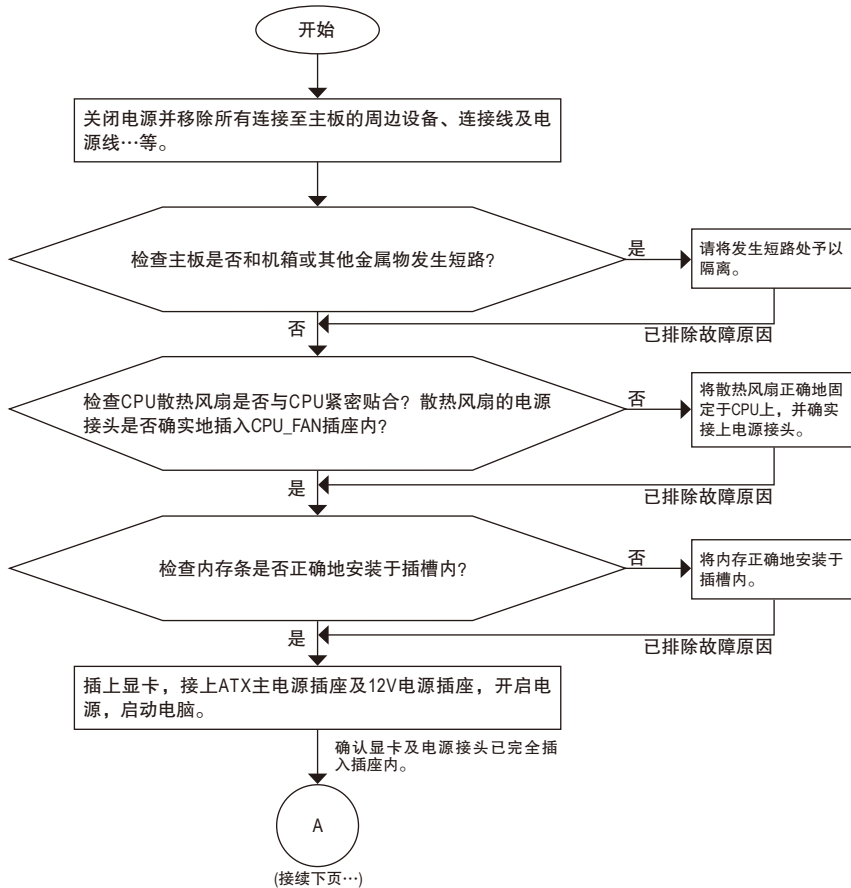 开始
关闭电源并移除所有连接至主板的周边设备、连接线及电
源线…等。
检查主板是否和机箱或其他金属物发生短路?
是
请将发生短路处予以
隔离。
否
已排除故障原因
检查CPU散热风扇是否与CPU紧密贴合? 散热风扇的电源
接头是否确实地插入CPU_FAN插座内?
否
将散热风扇正确地固
定于CPU上，并确实
接上电源接头。
是
已排除故障原因
检查内存条是否正确地安装于插槽内?
否
将内存正确地安装于
插槽内。
是
已排除故障原因
插上显卡，接上ATX主电源插座及12V电源插座，开启电
源，启动电脑。
确认显卡及电源接头已完全插
入插座内。
A
(接续下页…)